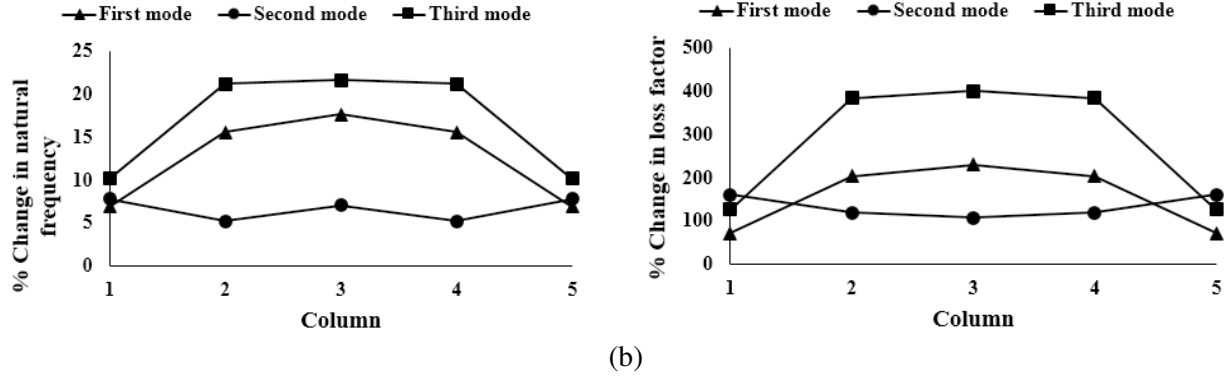 First mode Second mode Third mode
25
20
15
10
5
0
1 2 3 4 5
% Change in natural
frequency
Column
First mode Second mode Third mode
500
400
300
200
100
0
1 2 3 4 5
% Change in loss factor
Column
(b)